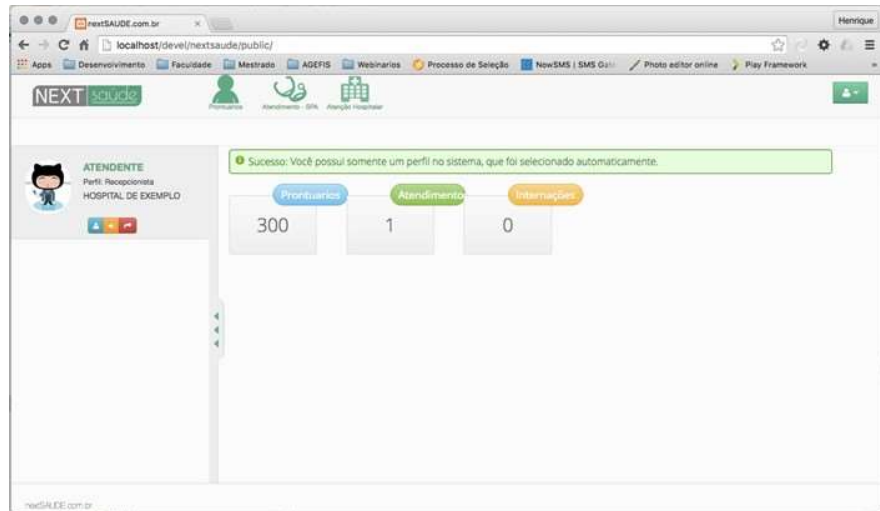 nextSAUDE.com.br
Henrique
localhost/devel/nextsaude/public/
Apps Desenvolvimento Faculdade Mestrado AGEFIS Webinarios Processo de Seleção NowSMS | SMS Gat Photo editor online Play Framework
NEXT saúde
Prontuarios Atendimento - BPA Atenção Hospitalar
ATENDENTE
Perfil: Recepcionista
HOSPITAL DE EXEMPLO
Sucesso: Você possui somente um perfil no sistema, que foi selecionado automaticamente.
Prontuarios Atendimento Internações
300 1 0
nextSAUDE.com.br